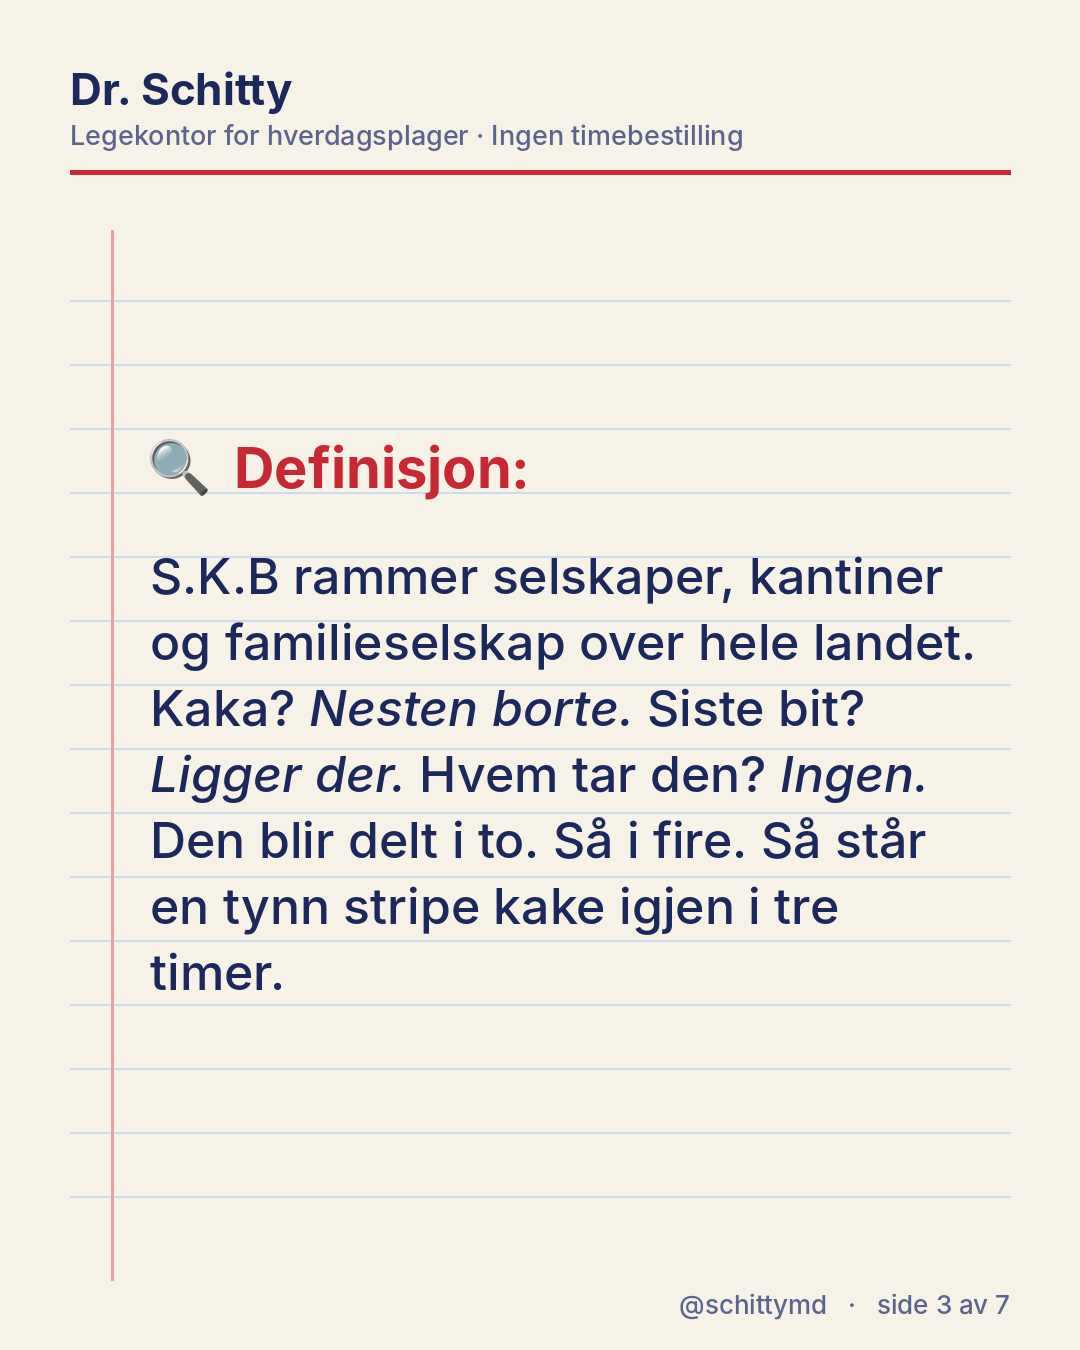 Dr. Schitty
Legekontor for hverdagsplager · Ingen timebestilling
🔍 Definisjon:
S.K.B rammer selskaper, kantiner
og familieselskap over hele landet.
Kaka? Nesten borte. Siste bit?
Ligger der. Hvem tar den? Ingen.
Den blir delt i to. Så i fire. Så står
en tynn stripe kake igjen i tre
timer.
@schittymd · side 3 av 7